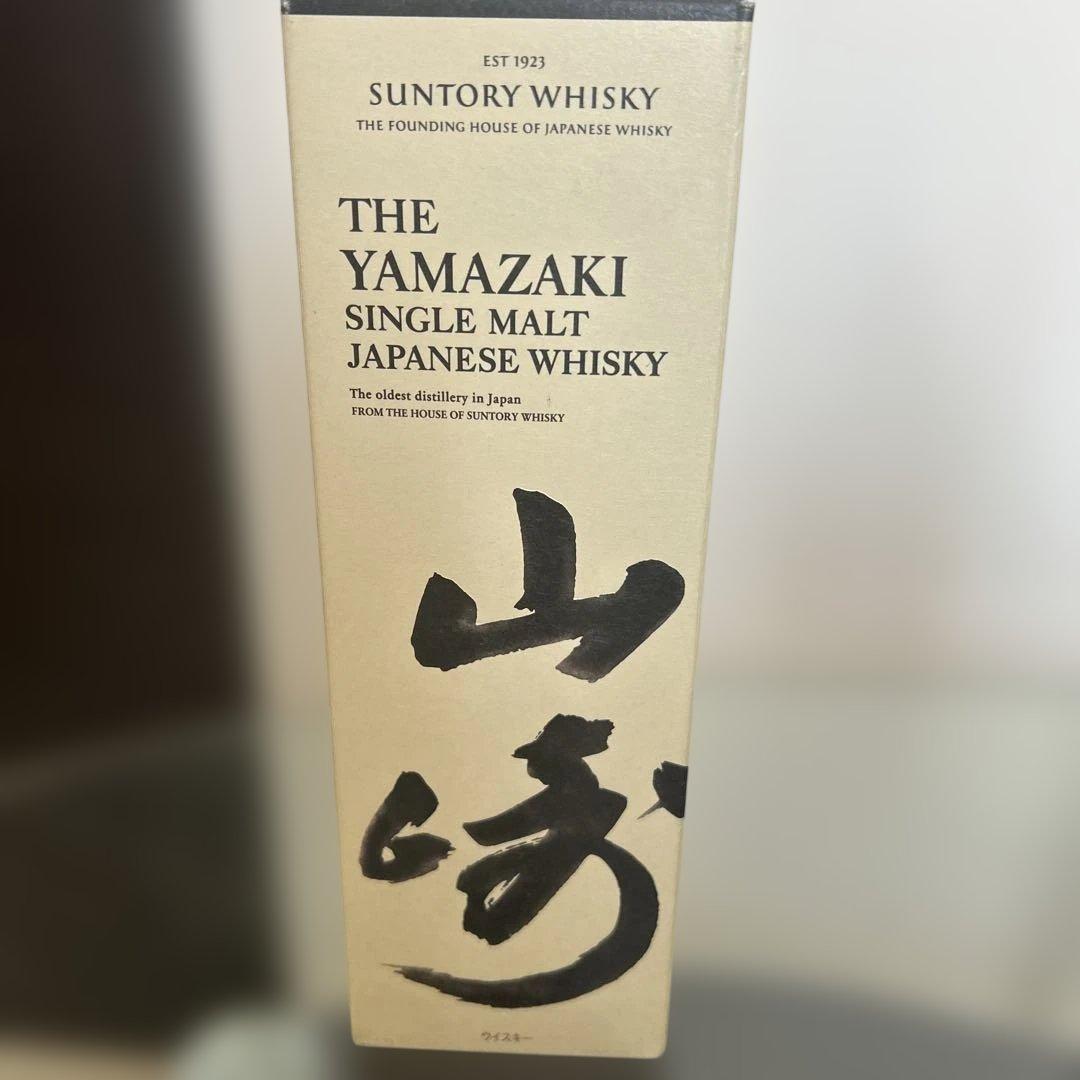 EST 1923
SUNTORY WHISKY
THE FOUNDING HOUSE OF JAPANESE WHISKY
THE
YAMAZAKI
SINGLE MALT
JAPANESE WHISKY
The oldest distillery in Japan
FROM THE HOUSE OF SUNTORY WHISKY
山
崎
ウイスキー